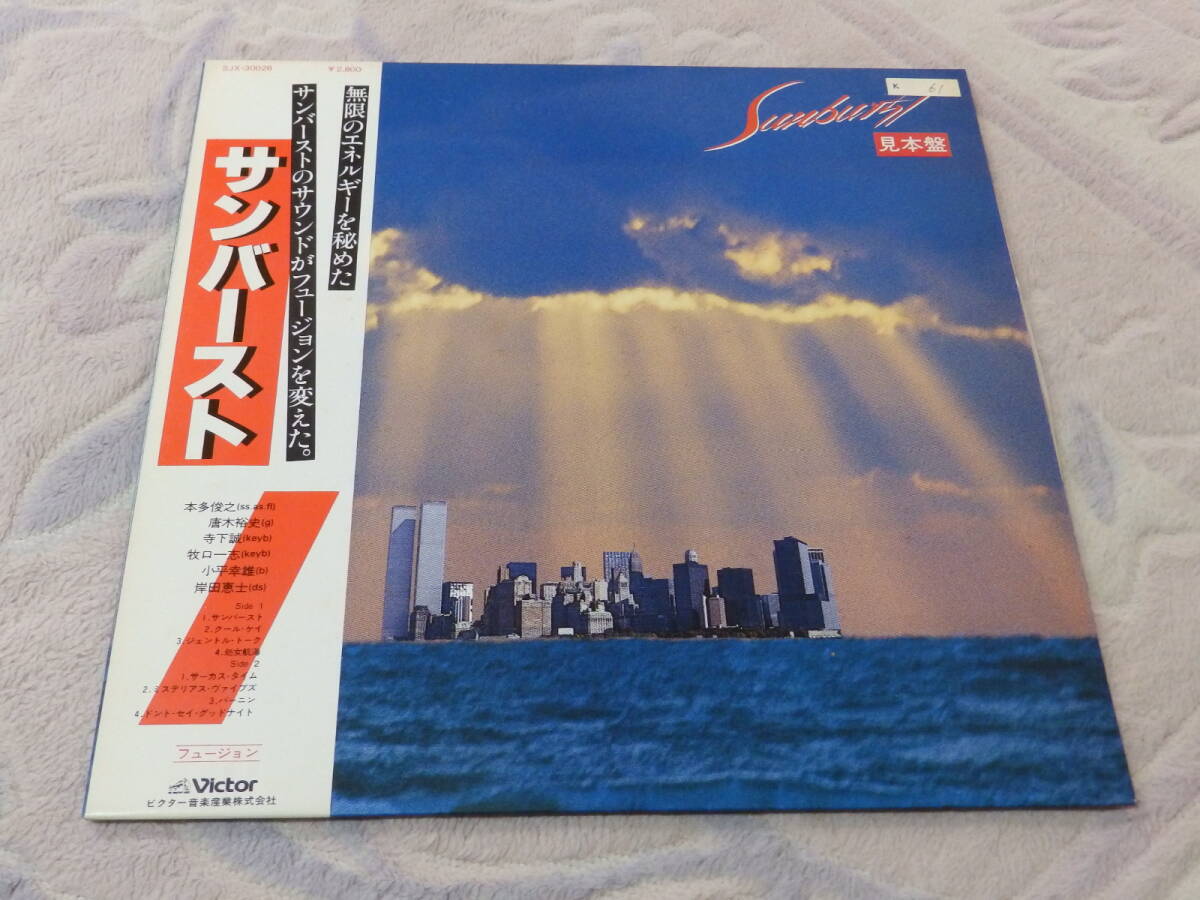 SJX-30026 ¥2,800
無限のエネルギーを秘めた
サンバーストのサウンドがフュージョンを変えた。
サンバースト
本多俊之(ss.as.fl)
唐木裕史(g)
寺下誠(keyb)
牧口一志(keyb)
小平幸雄(b)
岸田恵士(ds)
Side 1
1.サンバースト
2.クール・ケイ
3.ジェントル・トーク
4.処女航海
Side 2
1.サーカス・タイム
2.ミステリアス・ヴァイブズ
3.バーニン
4.ドント・セイ・グッドナイト
フュージョン
Victor
ビクター音楽産業株式会社
K 61
Sunburst
見本盤